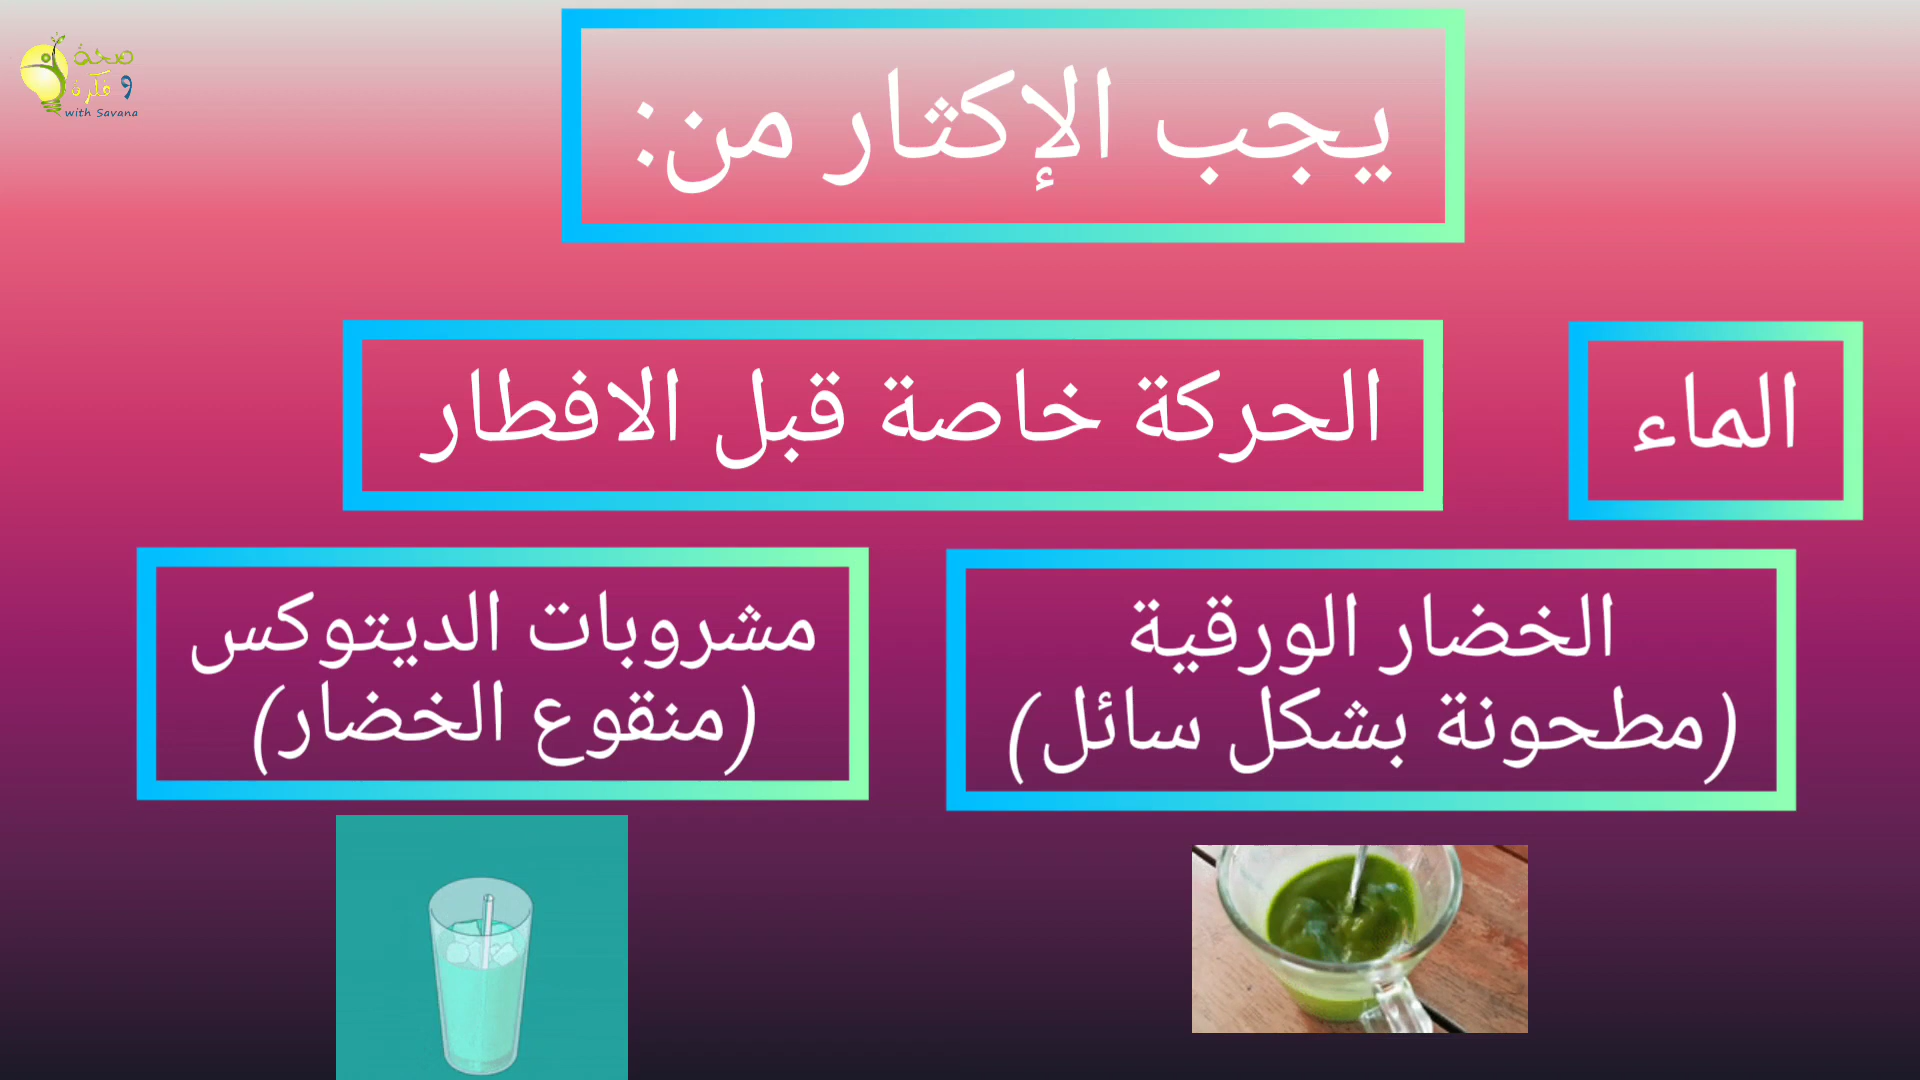 صحة
و فكرة
with Savana
يجب الإكثار من:
الماء
الحركة خاصة قبل الافطار
الخضار الورقية
(مطحونة بشكل سائل)
مشروبات الديتوكس
(منقوع الخضار)